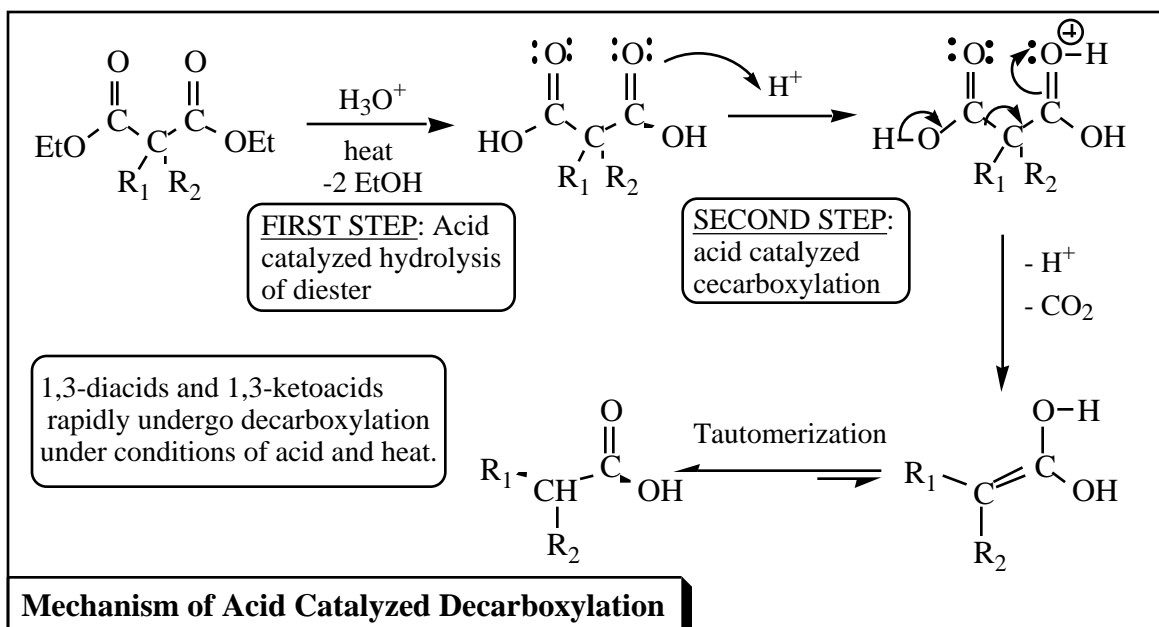 O O
EtO C C C OEt
R1 R2
H3O+
heat
-2 EtOH
O O
HO C C C OH
R1 R2
H+
O O H
H O C C C OH
R1 R2
FIRST STEP: Acid
catalyzed hydrolysis
of diester
SECOND STEP:
acid catalyzed
cecarboxylation
- H+
- CO2
1,3-diacids and 1,3-ketoacids
rapidly undergo decarboxylation
under conditions of acid and heat.
O
R1 CH C OH
R2
Tautomerization
O H
R1 C C OH
R2
Mechanism of Acid Catalyzed Decarboxylation